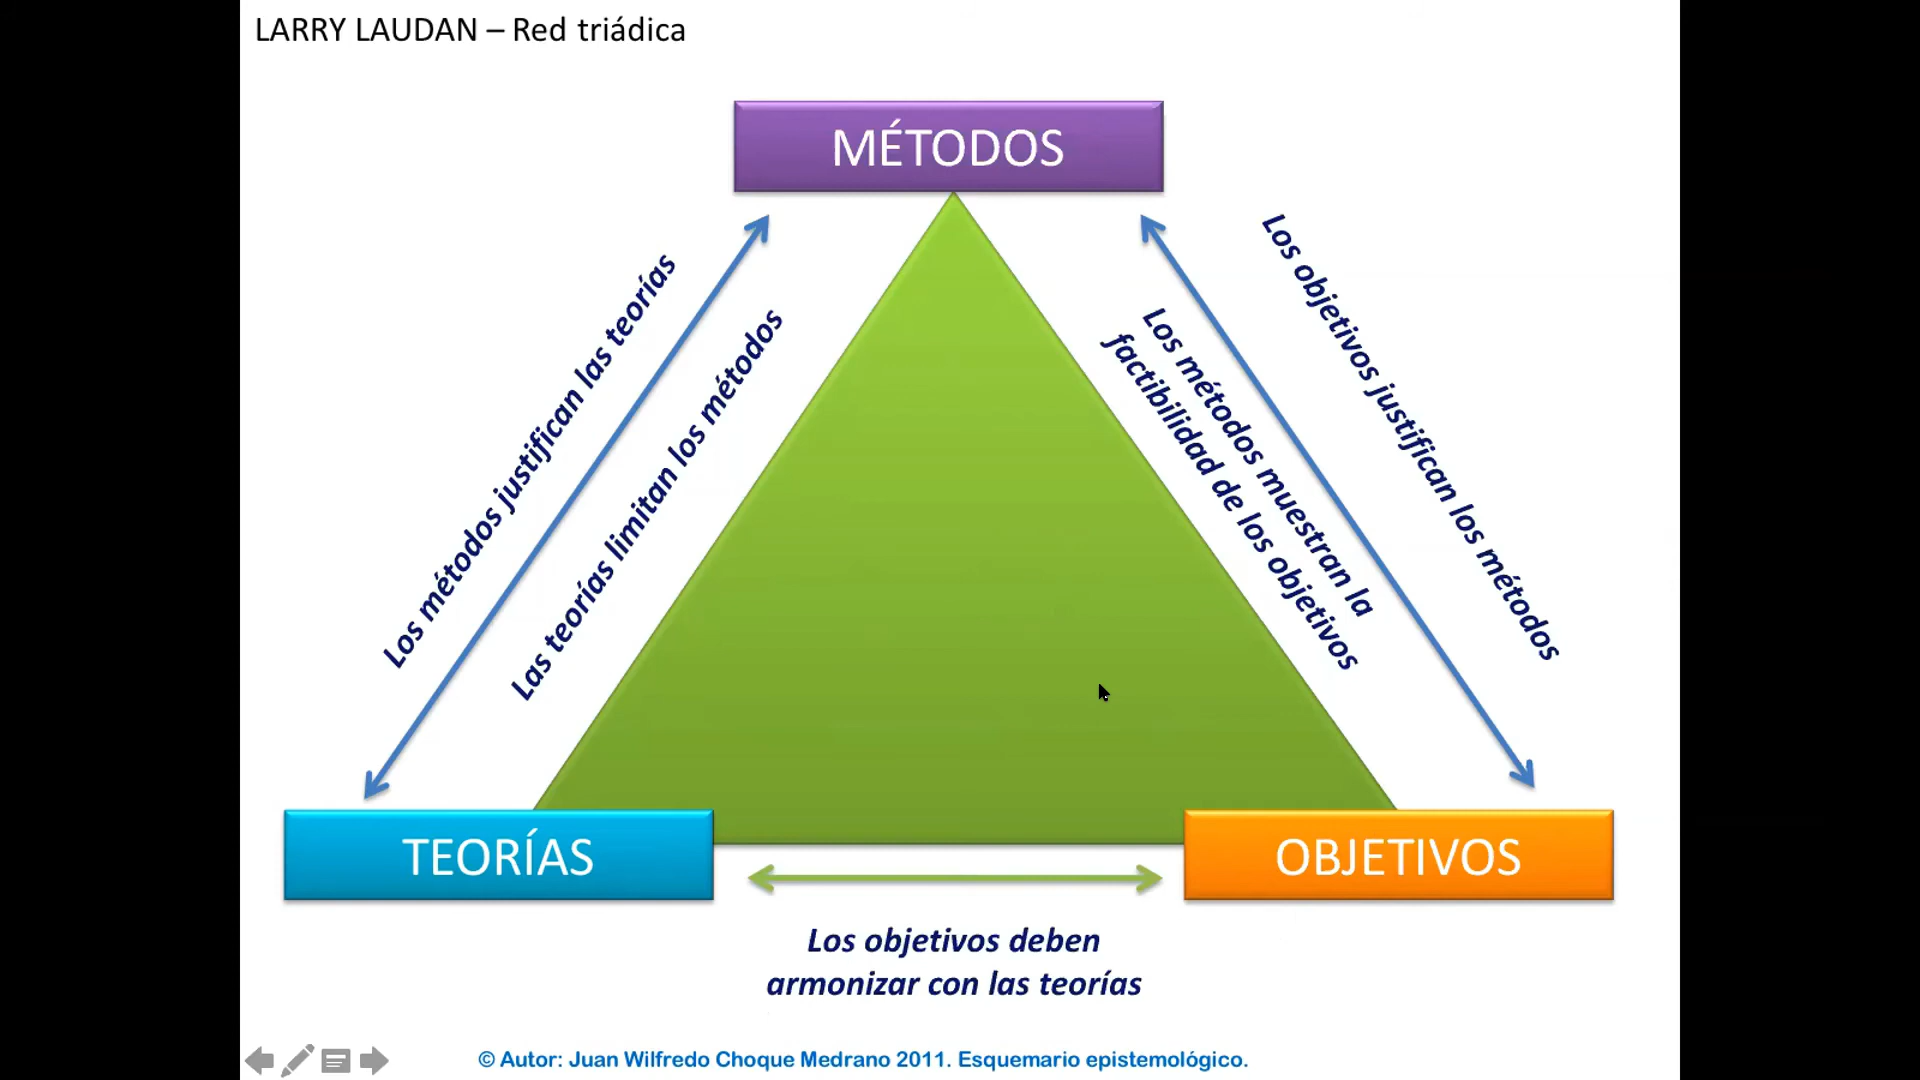 LARRY LAUDAN – Red triádica
MÉTODOS
Los métodos justifican las teorías
Las teorías limitan los métodos
Los métodos muestran la
factibilidad de los objetivos
Los objetivos justifican los métodos
TEORÍAS
OBJETIVOS
Los objetivos deben
armonizar con las teorías
© Autor: Juan Wilfredo Choque Medrano 2011. Esquemario epistemológico.